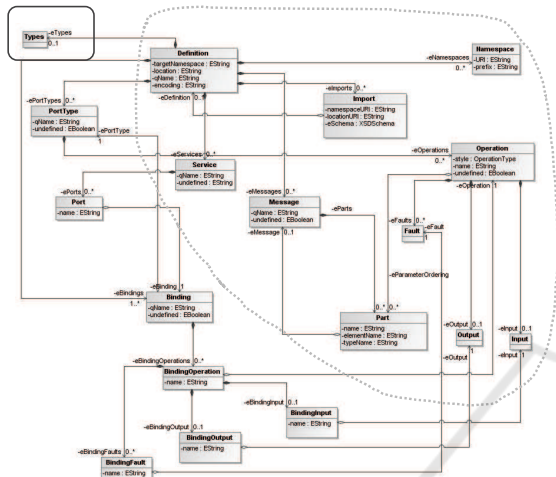 Types
-eTypes
0..1
Definition
-targetNamespace : EString
-location : EString
-qName : EString
-encoding : EString
-eDefinition 0..*
-eNamespaces
0..*
Namespace
-URI : EString
-prefix : EString
-eImports
0..*
Import
-namespaceURI : EString
-locationURI : EString
-eSchema : XSDSchema
-ePortTypes 0..*
PortType
-qName : EString
-undefined : EBoolean
-ePortType
1
-eOperations
0..*
Operation
-style : OperationType
-name : EString
-undefined : EBoolean
-eOperation 1
-eServices 0..*
Service
-qName : EString
-undefined : EBoolean
-ePorts 0..*
Port
-name : EString
-eMessages 0..*
Message
-qName : EString
-undefined : EBoolean
-eMessage 0..1
-eParts
-eFaults 0..*
-eFault
1
Fault
-eParameterOrdering
0..* 0..*
-eBinding 1
-eBindings
1..*
Binding
-qName : EString
-undefined : EBoolean
Part
-name : EString
-elementName : EString
-typeName : EString
-eOutput 0..1
Output
-eOutput
1
-eInput 0..1
Input
-eInput 1
-eBindingOperations 0..*
BindingOperation
-name : EString
-eBindingInput 0..1
BindingInput
-name : EString
-eBindingOutput 0..1
BindingOutput
-name : EString
-eBindingFaults 0..*
BindingFault
-name : EString